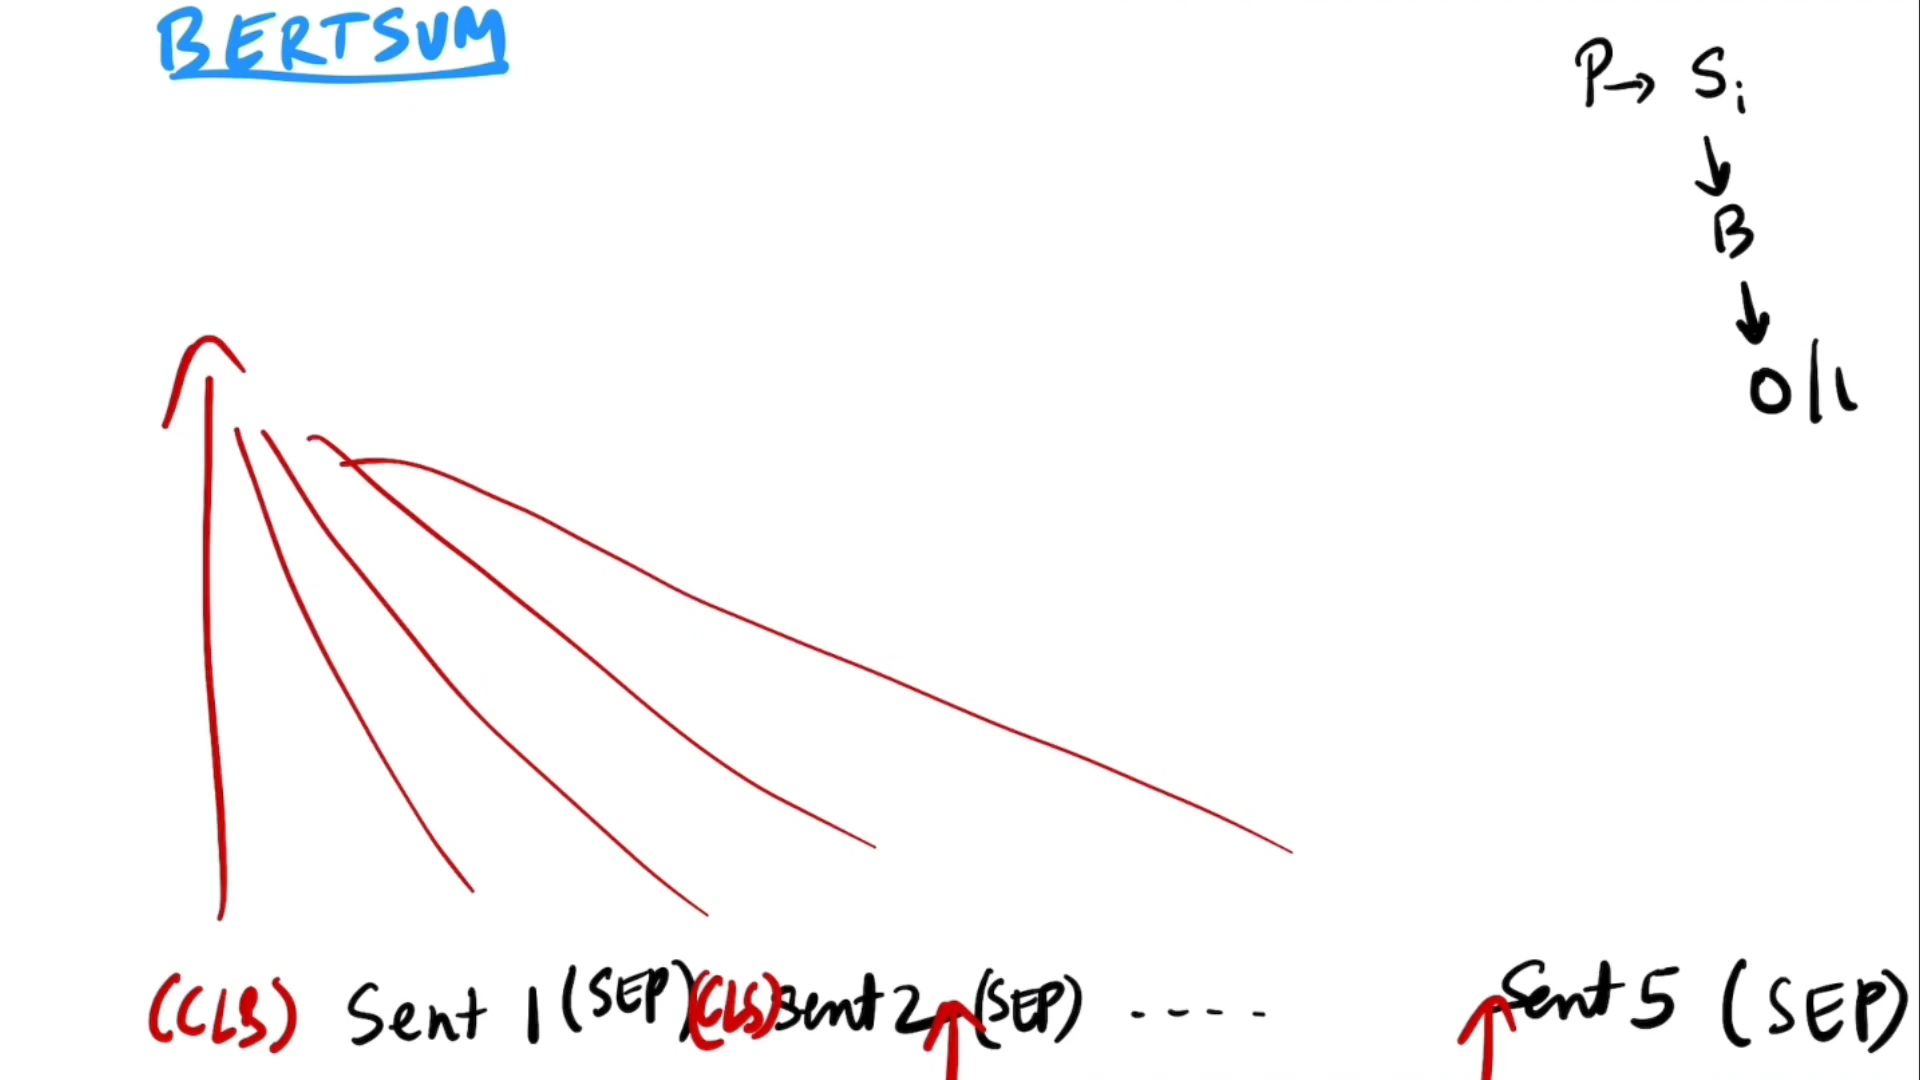 BERTSUM
P→ Si
B
0/1
(CLS) Sent 1 (SEP) (CLS) Sent 2 (SEP) ---- Sent 5 (SEP)